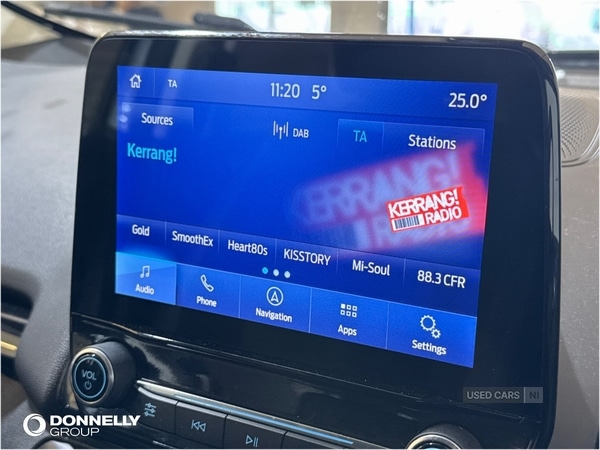 TA 11:20 5° 25.0°
Sources DAB TA Stations
Kerrang!
KERRANG!
RADIO
KERRANG!
RADIO
Gold SmoothEx Heart80s KISSTORY Mi-Soul 88.3 CFR
Audio Phone Navigation Apps Settings
VOL
USED CARS NI
DONNELLY
GROUP